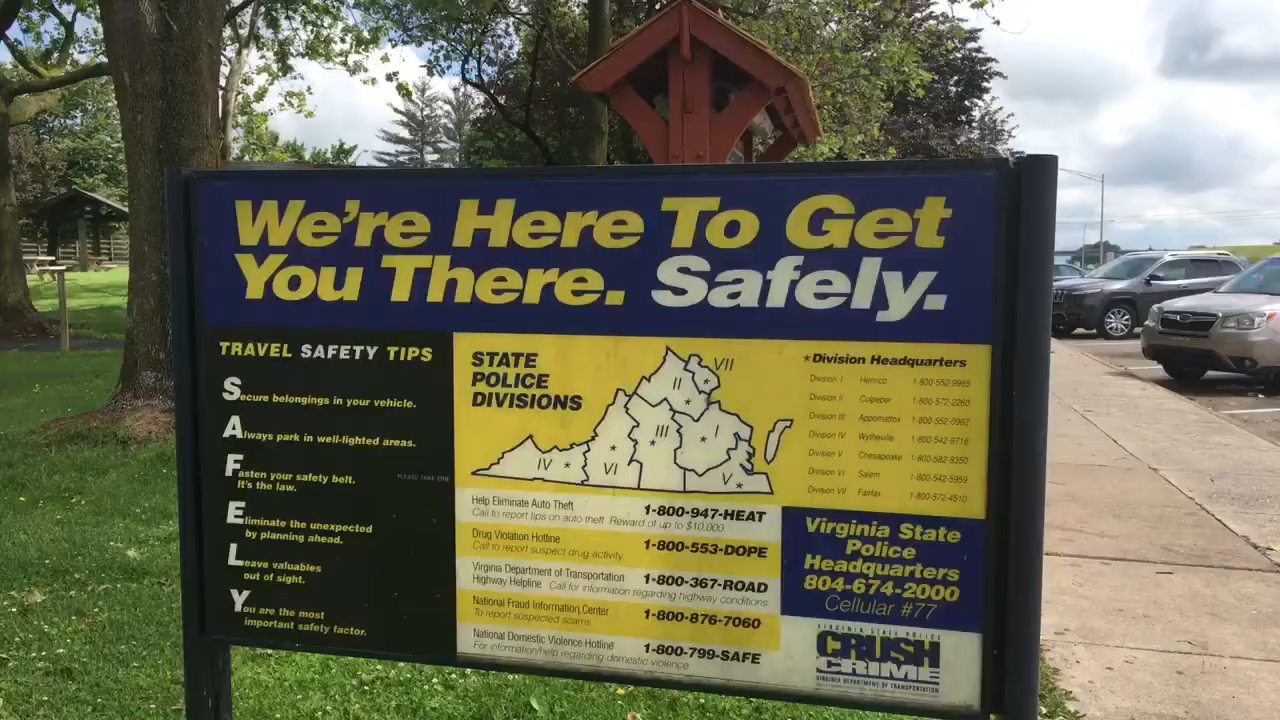 We're Here To Get
You There. Safely.
TRAVEL SAFETY TIPS
Secure belongings in your vehicle.
Always park in well-lighted areas.
Fasten your safety belt.
It's the law.
Eliminate the unexpected
by planning ahead.
Leave valuables
out of sight.
You are the most
important safety factor.
PLEASE TAKE ONE
STATE
POLICE
DIVISIONS
VII
II
III
I
IV
VI
V
*Division Headquarters
Division I Henrico 1-800-552-9965
Division II Culpeper 1-800-572-2260
Division III Appomattox 1-800-552-0962
Division IV Wytheville 1-800-542-8716
Division V Chesapeake 1-800-582-8350
Division VI Salem 1-800-542-5959
Division VII Fairfax 1-800-572-4510
Help Eliminate Auto Theft 1-800-947-HEAT
Call to report tips on auto theft Reward of up to $10,000
Drug Violation Hotline 1-800-553-DOPE
Call to report suspect drug activity.
Virginia Department of Transportation 1-800-367-ROAD
Highway Helpline Call for information regarding highway conditions
National Fraud Information Center 1-800-876-7060
To report suspected scams
National Domestic Violence Hotline 1-800-799-SAFE
For information/help regarding domestic violence
Virginia State
Police
Headquarters
804-674-2000
Cellular #77
VIRGINIA STATE POLICE
CRUSH
CRIME
VIRGINIA DEPARTMENT OF TRANSPORTATION